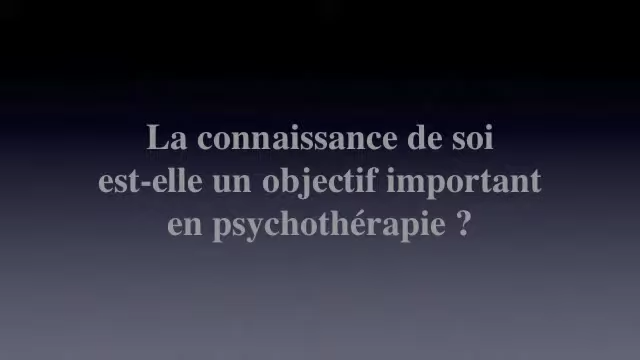 La connaissance de soi
est-elle un objectif important
en psychothérapie ?